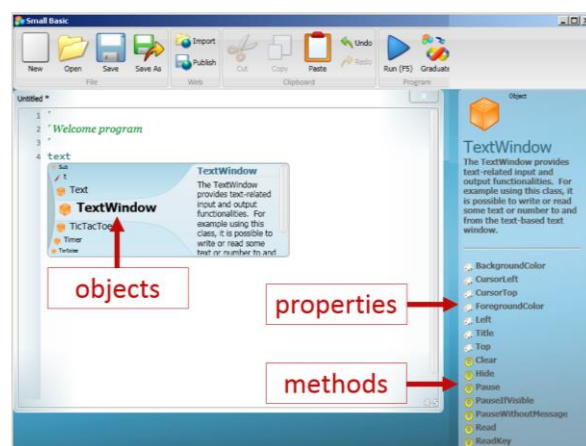 Small Basic
New
Open
Save
Save As
File
Import
Publish
Web
Cut
Copy
Paste
Undo
Redo
Clipboard
Run (F5)
Graduate
Program
Untitled *
1 '
2 ' Welcome program
3 '
4 text
Sub
t
Text
TextWindow
TicTacToe
Timer
Tortoise
TextWindow
The TextWindow
provides text-related
input and output
functionalities. For
example using this
class, it is possible to
write or read some
text or number to and
objects
properties
methods
Object
TextWindow
The TextWindow provides
text-related input and
output functionalities. For
example using this class, it
is possible to write or read
some text or number to and
from the text-based text
window.
BackgroundColor
CursorLeft
CursorTop
ForegroundColor
Left
Title
Top
Clear
Hide
Pause
PauseIfVisible
PauseWithoutMessage
Read
ReadKey
4,5